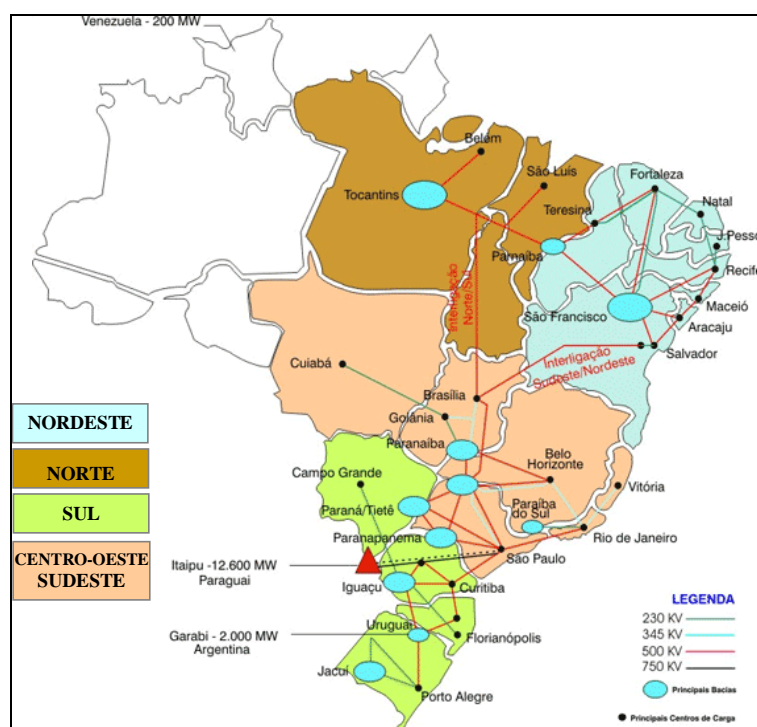 Venezuela - 200 MW
Belém
São Luís
Fortaleza
Tocantins
Teresina
Natal
J.Pesso
Parnaíba
Recife
Interligação
Norte/Sul
São Francisco
Maceió
Aracaju
Salvador
Interligação
Sudeste/Nordeste
Cuiabá
Brasília
Goiânia
Paranaíba
NORDESTE
NORTE
SUL
CENTRO-OESTE
SUDESTE
Belo
Horizonte
Campo Grande
Vitória
Paraná/Tietê
Paraíba
do Sul
Paranapanema
Rio de Janeiro
São Paulo
Itaipu -12.600 MW
Paraguai
Iguaçu
Curitiba
Uruguai
Garabi - 2.000 MW
Argentina
Florianópolis
Jacuí
Porto Alegre
LEGENDA
230 KV
345 KV
500 KV
750 KV
Principais Bacias
Principais Centros de Carga